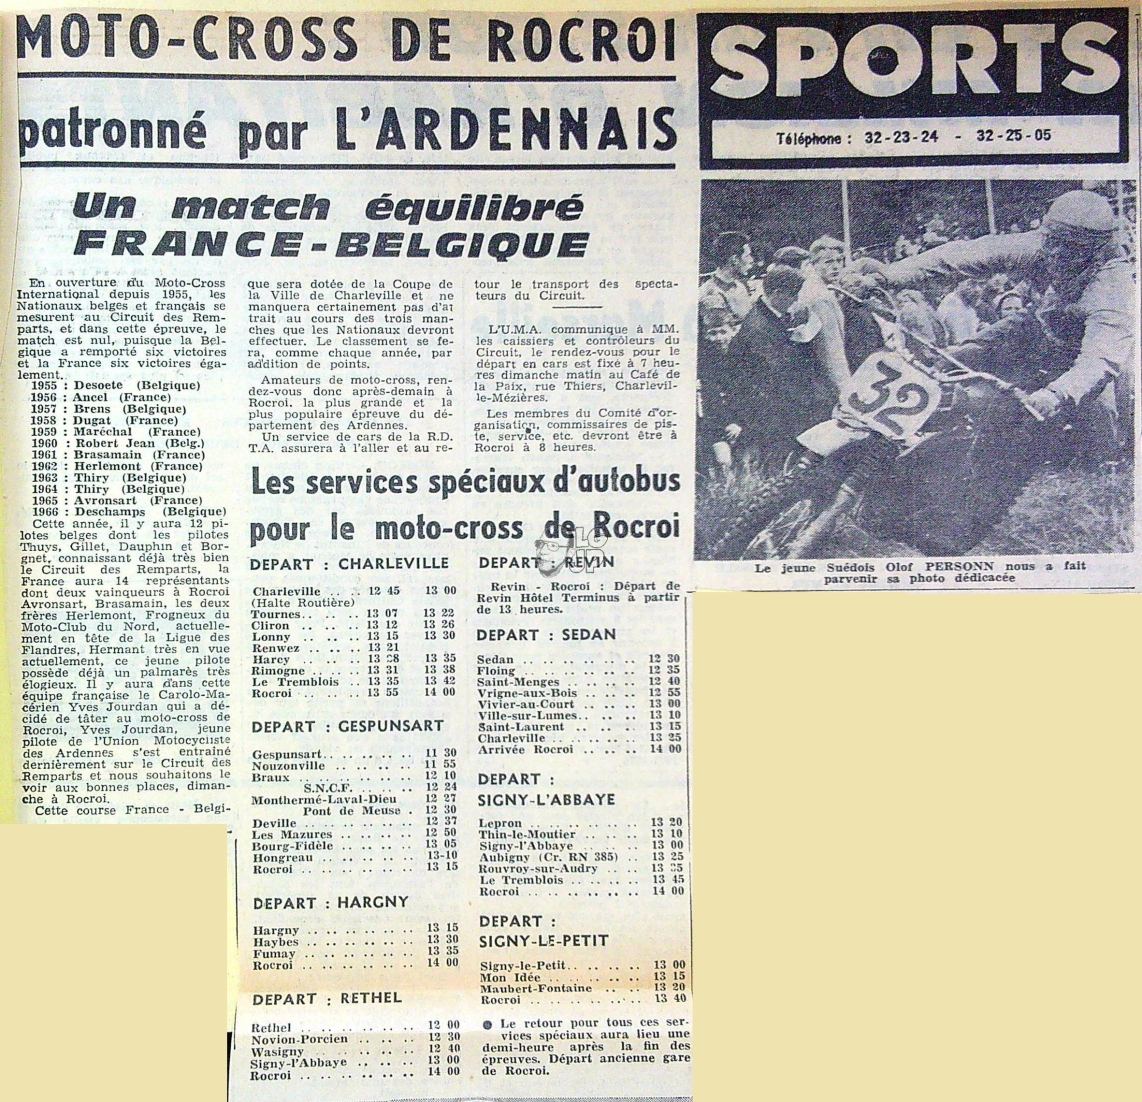 MOTO-CROSS DE ROCROI
patronné par L'ARDENNAIS
SPORTS
Téléphone : 32-23-24 - 32-25-05
Un match équilibré
FRANCE-BELGIQUE
En ouverture du Moto-Cross
International depuis 1955, les
Nationaux belges et français se
mesurent au Circuit des Rem-
parts, et dans cette épreuve, le
match est nul, puisque la Bel-
gique a remporté six victoires
et la France six victoires éga-
lement.
1955 : Desoete (Belgique)
1956 : Ancel (France)
1957 : Brens (Belgique)
1958 : Dugat (France)
1959 : Maréchal (France)
1960 : Robert Jean (Belg.)
1961 : Brasamain (France)
1962 : Herlemont (France)
1963 : Thiry (Belgique)
1964 : Thiry (Belgique)
1965 : Avronsart (France)
1966 : Deschamps (Belgique)
Cette année, il y aura 12 pi-
lotes belges dont les pilotes
Thuys, Gillet, Dauphin et Bor-
gnet, connaissant déjà très bien
le Circuit des Remparts, la
France aura 14 représentants
dont deux vainqueurs à Rocroi
Avronsart, Brasamain, les deux
frères Herlemont, Frogneux du
Moto-Club du Nord, actuelle-
ment en tête de la Ligue des
Flandres, Hermant très en vue
actuellement, ce jeune pilote
possède déjà un palmarès très
élogieux. Il y aura dans cette
équipe française le Carolo-Ma-
cérien Yves Jourdan qui a dé-
cidé de tâter au moto-cross de
Rocroi, Yves Jourdan, jeune
pilote de l'Union Motocycliste
des Ardennes s'est entraîné
dernièrement sur le Circuit des
Remparts et nous souhaitons le
voir aux bonnes places, diman-
che à Rocroi.
Cette course France - Belgi-
que sera dotée de la Coupe de
la Ville de Charleville et ne
manquera certainement pas d'at
trait au cours des trois man-
ches que les Nationaux devront
effectuer. Le classement se fe-
ra, comme chaque année, par
addition de points.
Amateurs de moto-cross, ren-
dez-vous donc après-demain à
Rocroi. la plus grande et la
plus populaire épreuve du dé-
partement des Ardennes.
Un service de cars de la R.D.
T.A. assurera à l'aller et au re-
tour le transport des specta-
teurs du Circuit.
L'U.M.A. communique à MM.
les caissiers et contrôleurs du
Circuit, le rendez-vous pour le
départ en cars est fixé à 7 heu-
res dimanche matin au Café de
la Paix, rue Thiers, Charlevil-
le-Mézières.
Les membres du Comité d'or-
ganisation, commissaires de pis-
te, service, etc. devront être à
Rocroi à 8 heures.
32
Le jeune Suédois Olof PERSONN nous a fait
parvenir sa photo dédicacée
Les services spéciaux d'autobus
pour le moto-cross de Rocroi
LOUP
DEPART : CHARLEVILLE
Charleville .. .. 12 45 13 00
(Halte Routière)
Tournes.. .. .. .. 13 07 13 22
Cliron .. .. .. .. 13 12 13 26
Lonny .. .. .. .. 13 15 13 30
Renwez .. .. .. .. 13 21
Harcy .. .. .. .. 13 28 13 35
Rimogne .. .. .. 13 31 13 38
Le Tremblois .. .. 13 35 13 42
Rocroi .. .. .. .. 13 55 14 00
DEPART : GESPUNSART
Gespunsart.. .. .. .. .. 11 30
Nouzonville .. .. .. .. 11 55
Braux .. .. .. .. .. .. 12 10
S.N.C.F. .. .. .. 12 24
Monthermé-Laval-Dieu 12 27
Pont de Meuse . 12 30
Deville .. .. .. .. .. .. 12 37
Les Mazures .. .. .. .. 12 50
Bourg-Fidèle .. .. .. .. 13 05
Hongreau .. .. .. .. .. 13-10
Rocroi .. .. .. .. .. .. 13 15
DEPART : HARGNY
Hargny .. .. .. .. .. .. 13 15
Haybes .. .. .. .. .. .. 13 30
Fumay .. .. .. .. .. .. 13 35
Rocroi .. .. .. .. .. .. 14 00
DEPART : RETHEL
Rethel .. .. .. .. .. .. 12 00
Novion-Porcien .. .. .. 12 30
Wasigny .. .. .. .. .. 12 40
Signy-l'Abbaye .. .. .. 13 00
Rocroi .. .. .. .. .. .. 14 00
DEPART : REVIN
Revin - Rocroi : Départ de
Revin Hôtel Terminus à partir
de 13 heures.
DEPART : SEDAN
Sedan .. .. .. .. .. .. 12 30
Floing .. .. .. .. .. .. 12 35
Saint-Menges .. .. .. .. 12 40
Vrigne-aux-Bois .. .. .. 12 55
Vivier-au-Court .. .. .. 13 00
Ville-sur-Lumes.. .. .. 13 10
Saint-Laurent .. .. .. .. 13 15
Charleville .. .. .. .. .. 13 25
Arrivée Rocroi .. .. .. 14 00
DEPART :
SIGNY-L'ABBAYE
Lepron .. .. .. .. .. .. 13 20
Thin-le-Moutier .. .. .. 13 10
Signy-l'Abbaye .. .. .. 13 00
Aubigny (Cr. RN 385) .. 13 25
Rouvroy-sur-Audry .. .. 13 35
Le Tremblois .. .. .. .. 13 45
Rocroi .. .. .. .. .. .. 14 00
DEPART :
SIGNY-LE-PETIT
Signy-le-Petit.. .. .. .. 13 00
Mon Idée .. .. .. .. .. 13 15
Maubert-Fontaine .. .. 13 20
Rocroi .. .. .. .. .. .. 13 40
● Le retour pour tous ces ser-
vices spéciaux aura lieu une
demi-heure après la fin des
épreuves. Départ ancienne gare
de Rocroi.